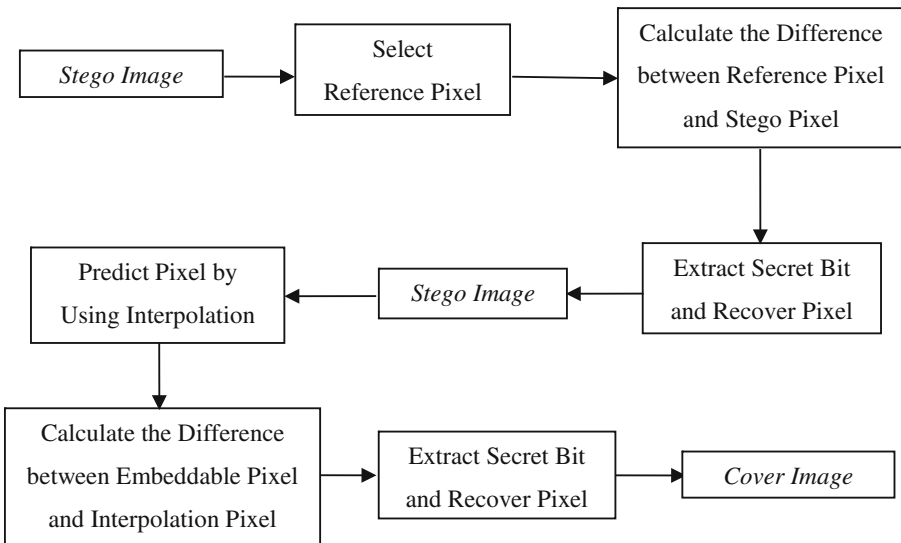 Stego Image
Select
Reference Pixel
Calculate the Difference
between Reference Pixel
and Stego Pixel
Extract Secret Bit
and Recover Pixel
Stego Image
Predict Pixel by
Using Interpolation
Calculate the Difference
between Embeddable Pixel
and Interpolation Pixel
Extract Secret Bit
and Recover Pixel
Cover Image